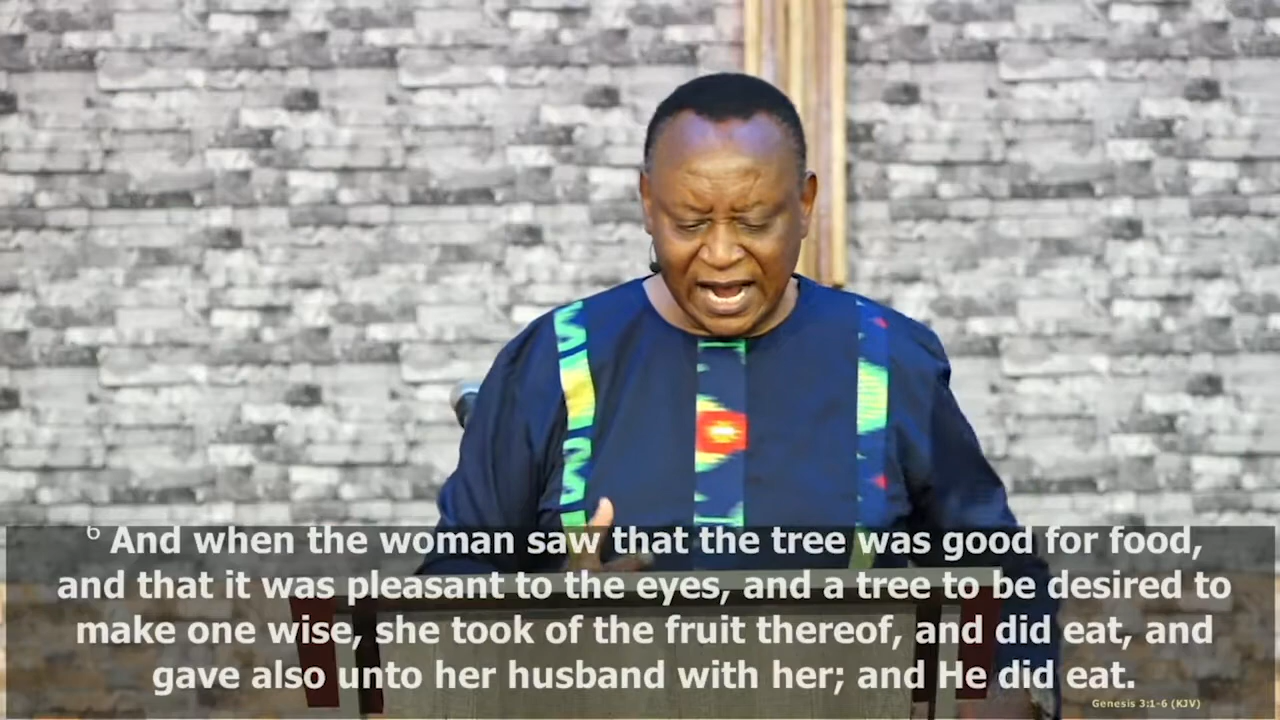 6 And when the woman saw that the tree was good for food,
and that it was pleasant to the eyes, and a tree to be desired to
make one wise, she took of the fruit thereof, and did eat, and
gave also unto her husband with her; and He did eat.
Genesis 3:1-6 (KJV)